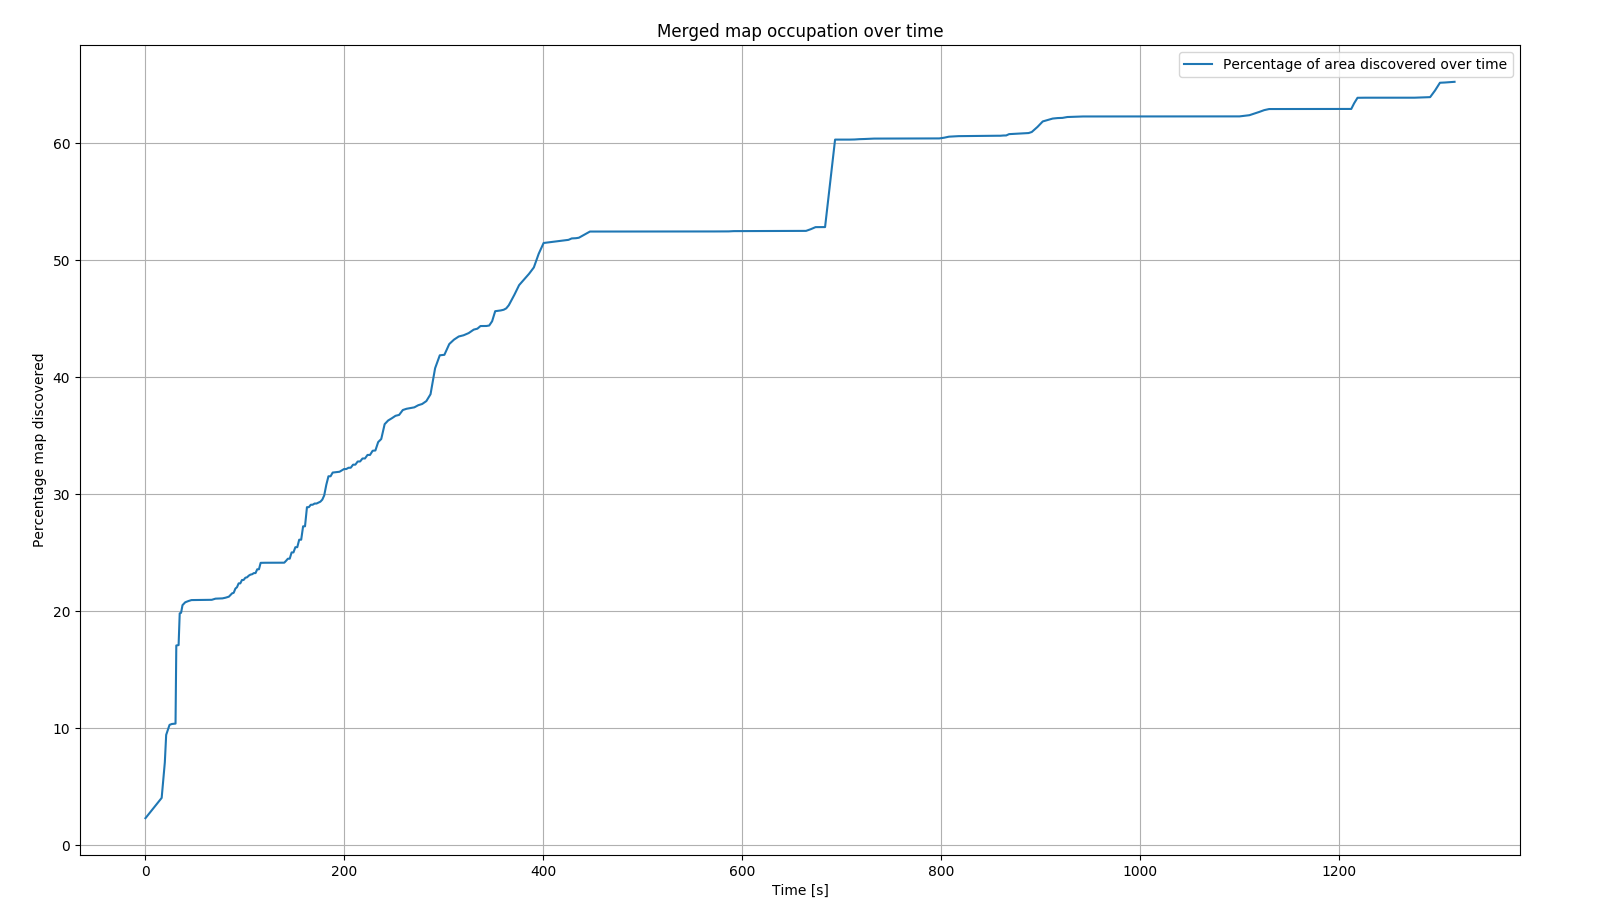 Merged map occupation over time
Percentage of area discovered over time
Percentage map discovered
60
50
40
30
20
10
0
0 200 400 600 800 1000 1200
Time [s]